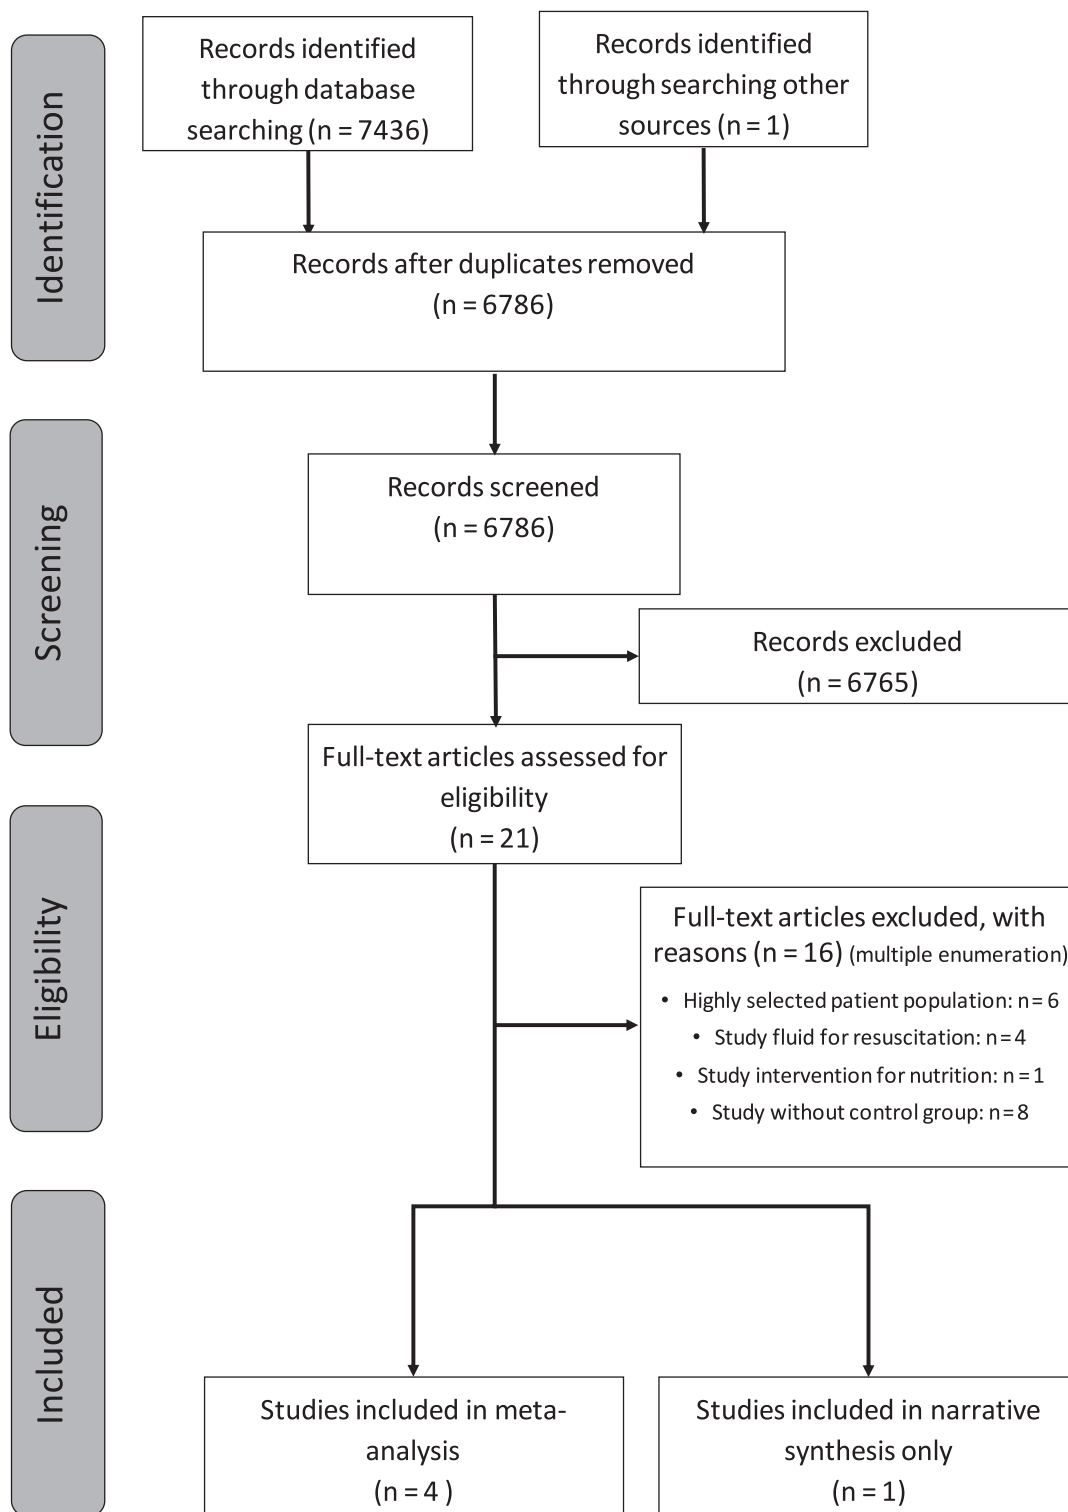 Identification
Records identified
through database
searching (n = 7436)
Records identified
through searching other
sources (n = 1)
Records after duplicates removed
(n = 6786)
Screening
Records screened
(n = 6786)
Records excluded
(n = 6765)
Full-text articles assessed for
eligibility
(n = 21)
Eligibility
Full-text articles excluded, with
reasons (n = 16) (multiple enumeration)
• Highly selected patient population: n = 6
• Study fluid for resuscitation: n = 4
• Study intervention for nutrition: n = 1
• Study without control group: n = 8
Included
Studies included in meta-
analysis
(n = 4 )
Studies included in narrative
synthesis only
(n = 1)